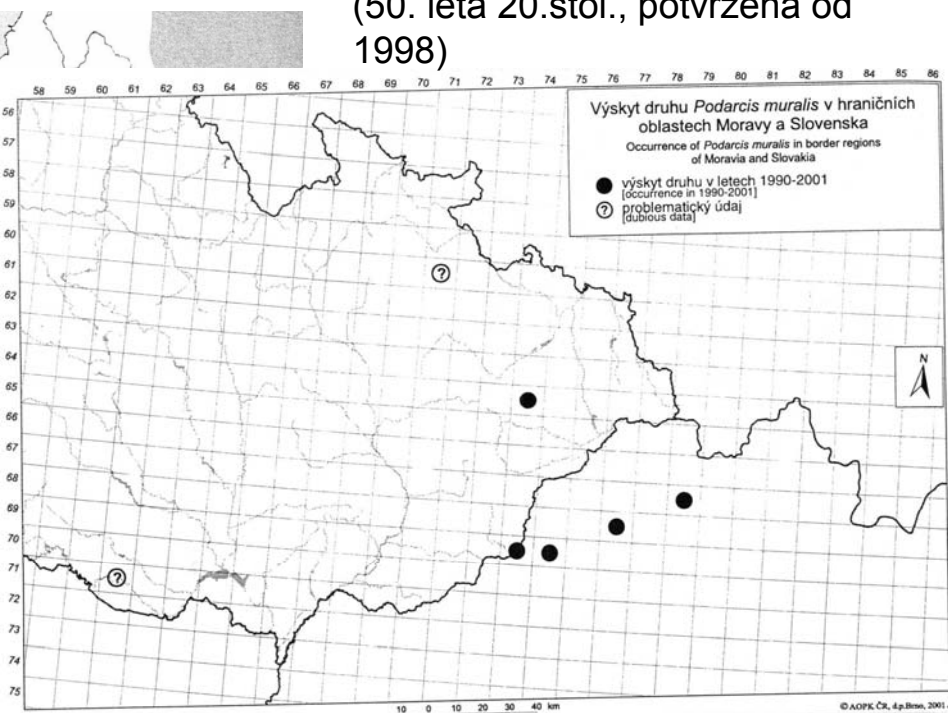 (50. léta 20.stol., potvrzena od
1998)
58 59 60 61 62 63 64 65 66 67 68 69 70 71 72 73 74 75 76 77 78 79 80 81 82 83 84 85 86
56
57
58
59
60
61
62
63
64
65
66
67
68
69
70
71
72
73
74
75
Výskyt druhu Podarcis muralis v hraničních
oblastech Moravy a Slovenska
Occurrence of Podarcis muralis in border regions
of Moravia and Slovakia
výskyt druhu v letech 1990-2001
[occurrence in 1990-2001]
? problematický údaj
[dubious data]
?
N
?
10 0 10 20 30 40 km
© AOPK ČR, d.p.Brno, 2001